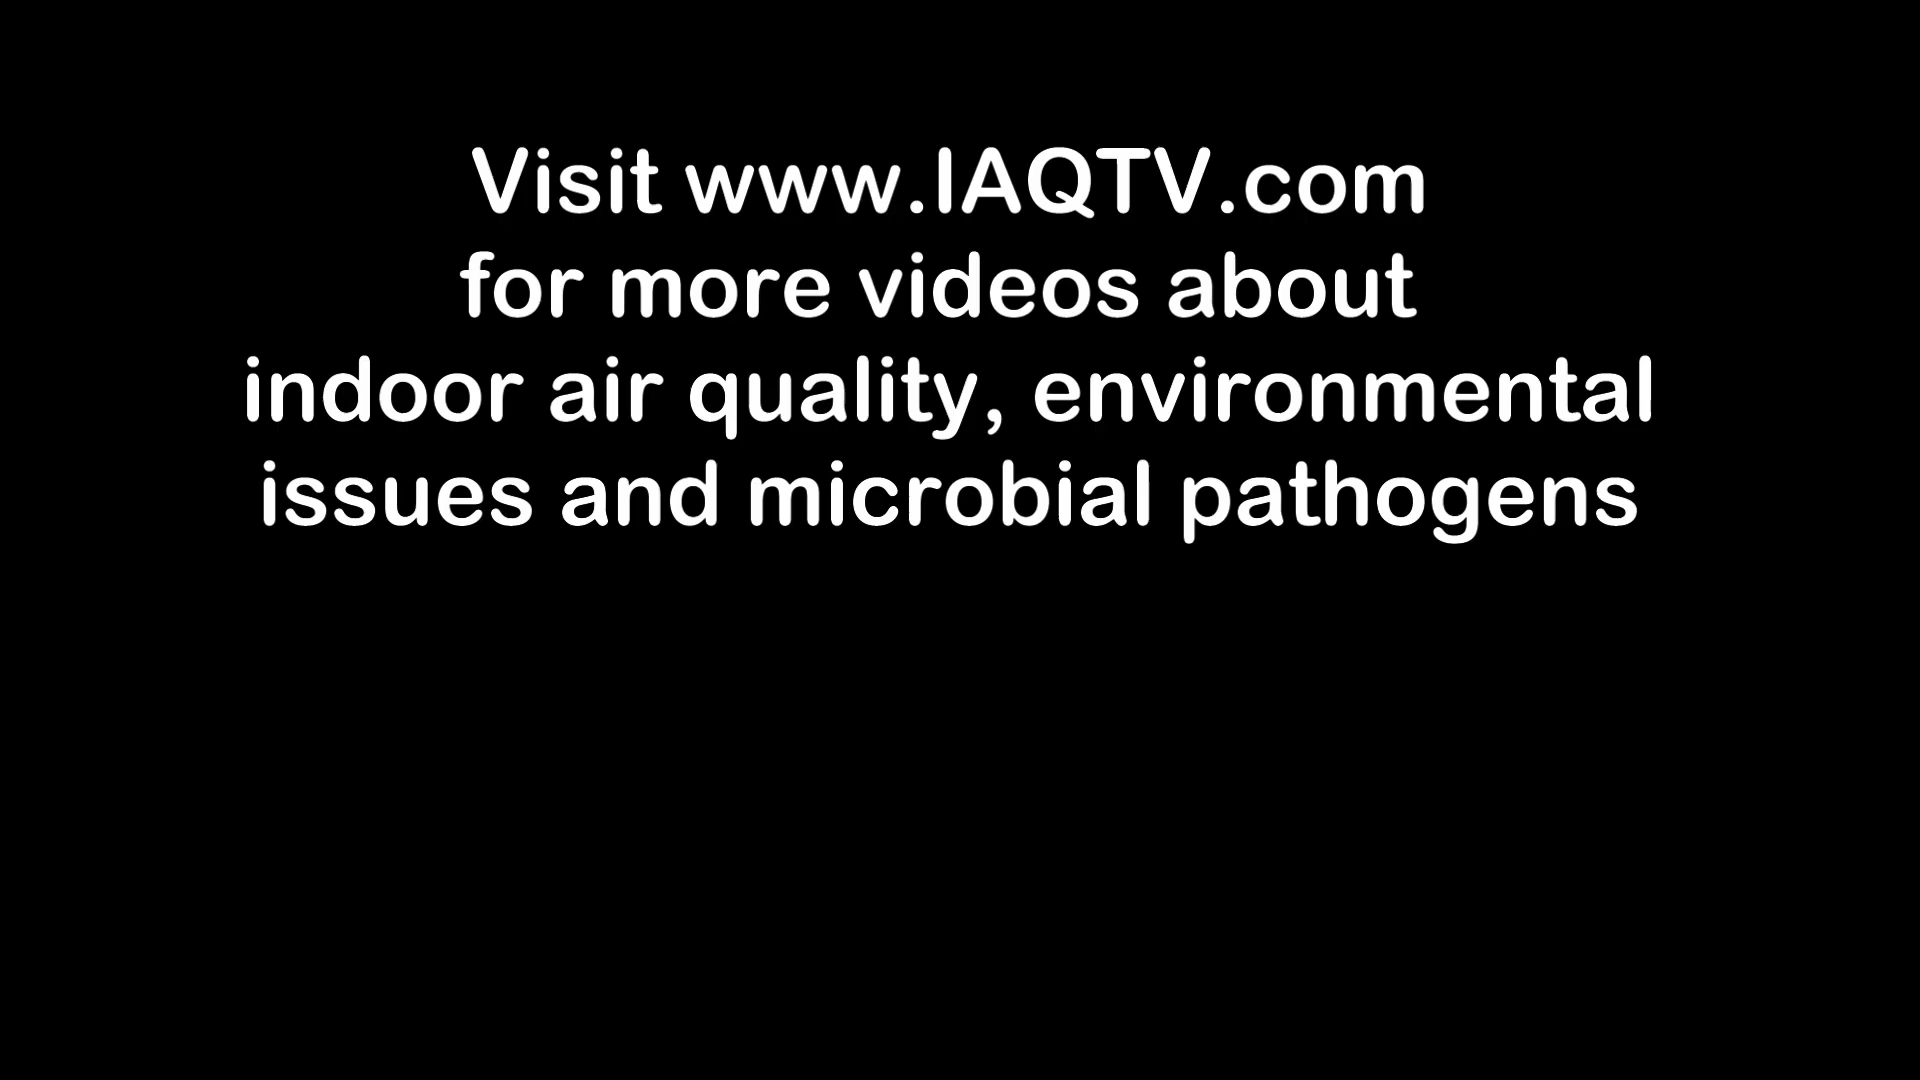 Visit www.IAQTV.com
for more videos about
indoor air quality, environmental
issues and microbial pathogens